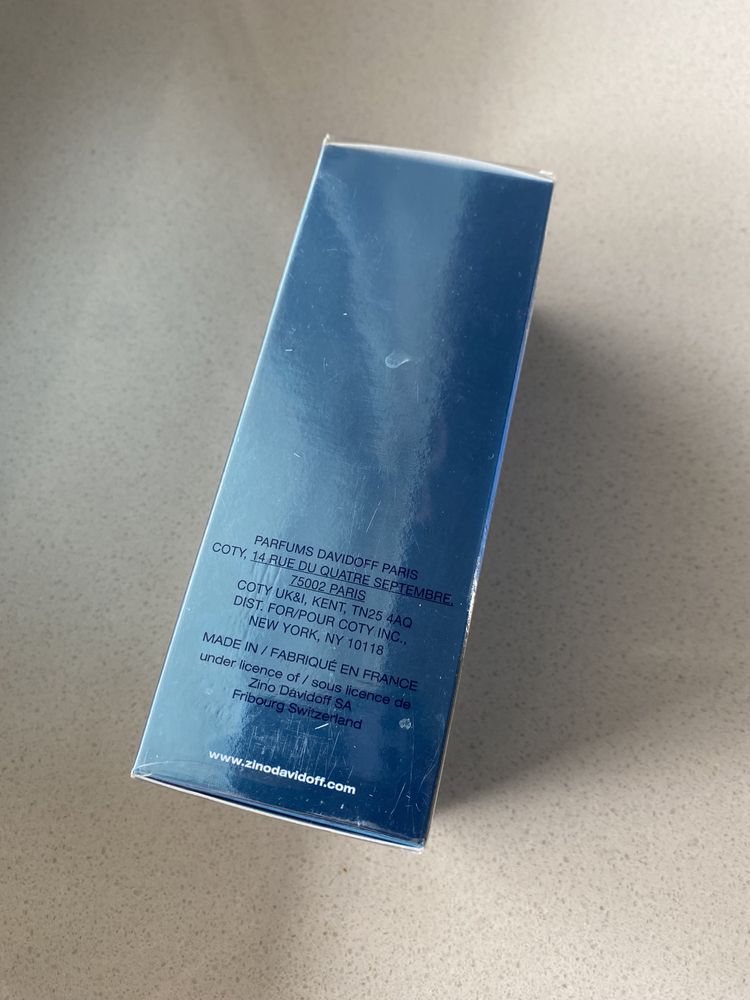 PARFUMS DAVIDOFF PARIS
COTY, 14 RUE DU QUATRE SEPTEMBRE,
75002 PARIS
COTY UK&I, KENT, TN25 4AQ
DIST. FOR/POUR COTY INC.,
NEW YORK, NY 10118
MADE IN / FABRIQUÉ EN FRANCE
under licence of / sous licence de
Zino Davidoff SA
Fribourg Switzerland
www.zinodavidoff.com